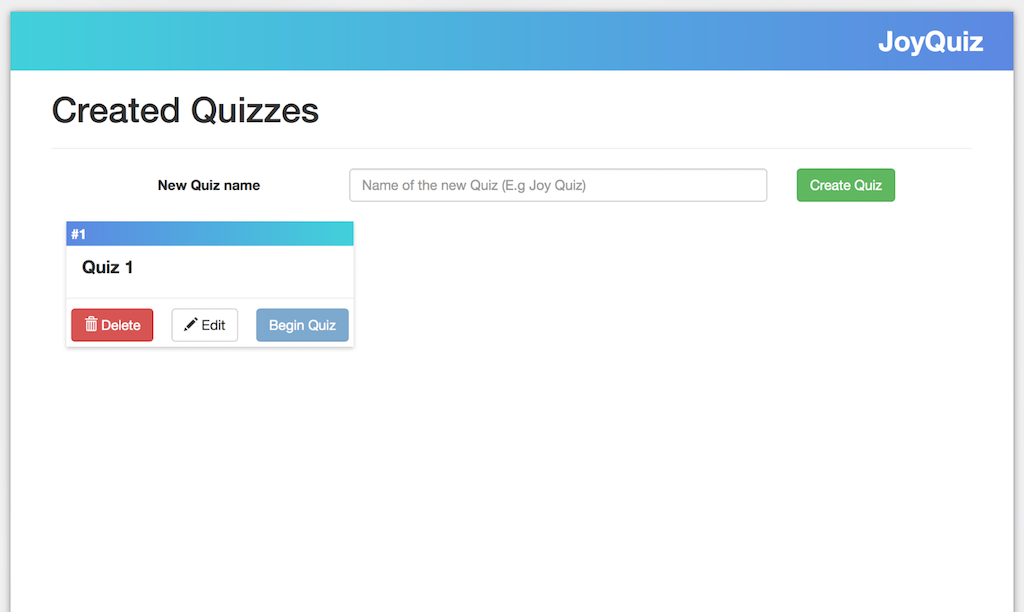 JoyQuiz
Created Quizzes
New Quiz name
Name of the new Quiz (E.g Joy Quiz)
Create Quiz
#1
Quiz 1
Delete
Edit
Begin Quiz